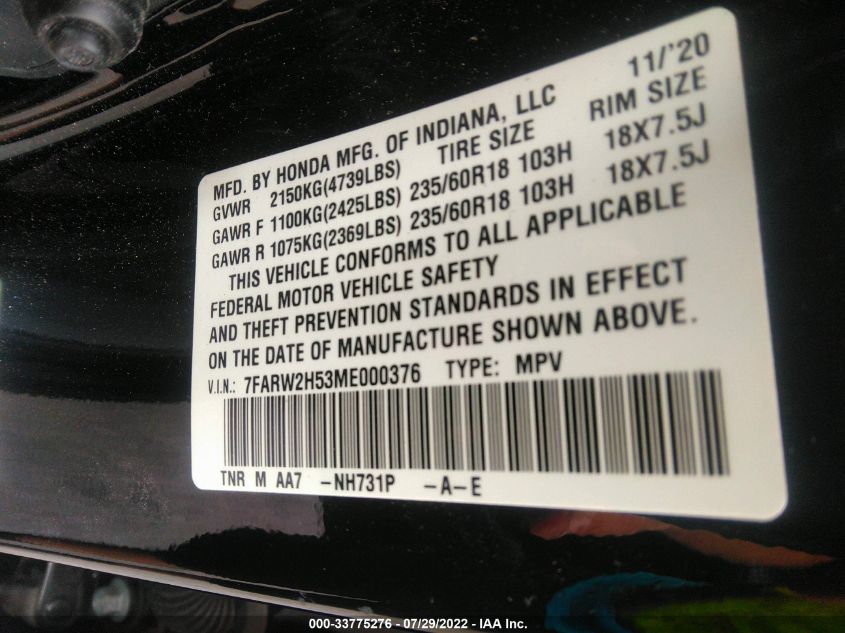 11/'20
MFD. BY HONDA MFG. OF INDIANA, LLC
GVWR 2150KG(4739LBS) TIRE SIZE RIM SIZE
GAWR F 1100KG(2425LBS) 235/60R18 103H 18X7.5J
GAWR R 1075KG(2369LBS) 235/60R18 103H 18X7.5J
THIS VEHICLE CONFORMS TO ALL APPLICABLE
FEDERAL MOTOR VEHICLE SAFETY
AND THEFT PREVENTION STANDARDS IN EFFECT
ON THE DATE OF MANUFACTURE SHOWN ABOVE.
V.I.N.: 7FARW2H53ME000376 TYPE: MPV
TNR M AA7 -NH731P -A-E
000-33775276 - 07/29/2022 - IAA Inc.